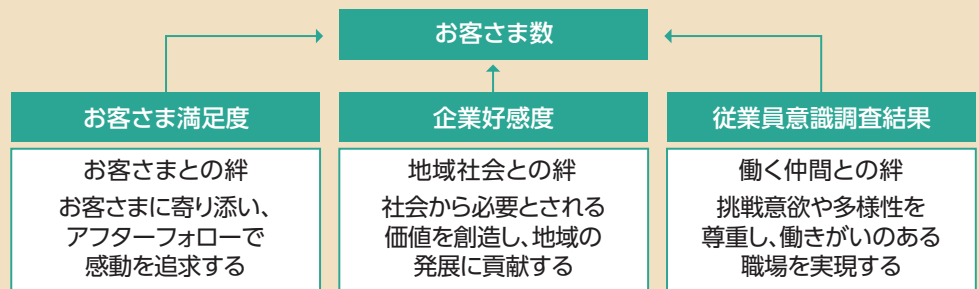 お客さま数
お客さま満足度
お客さまとの絆
お客さまに寄り添い、
アフターフォローで
感動を追求する
企業好感度
地域社会との絆
社会から必要とされる
価値を創造し、地域の
発展に貢献する
従業員意識調査結果
働く仲間との絆
挑戦意欲や多様性を
尊重し、働きがいのある
職場を実現する